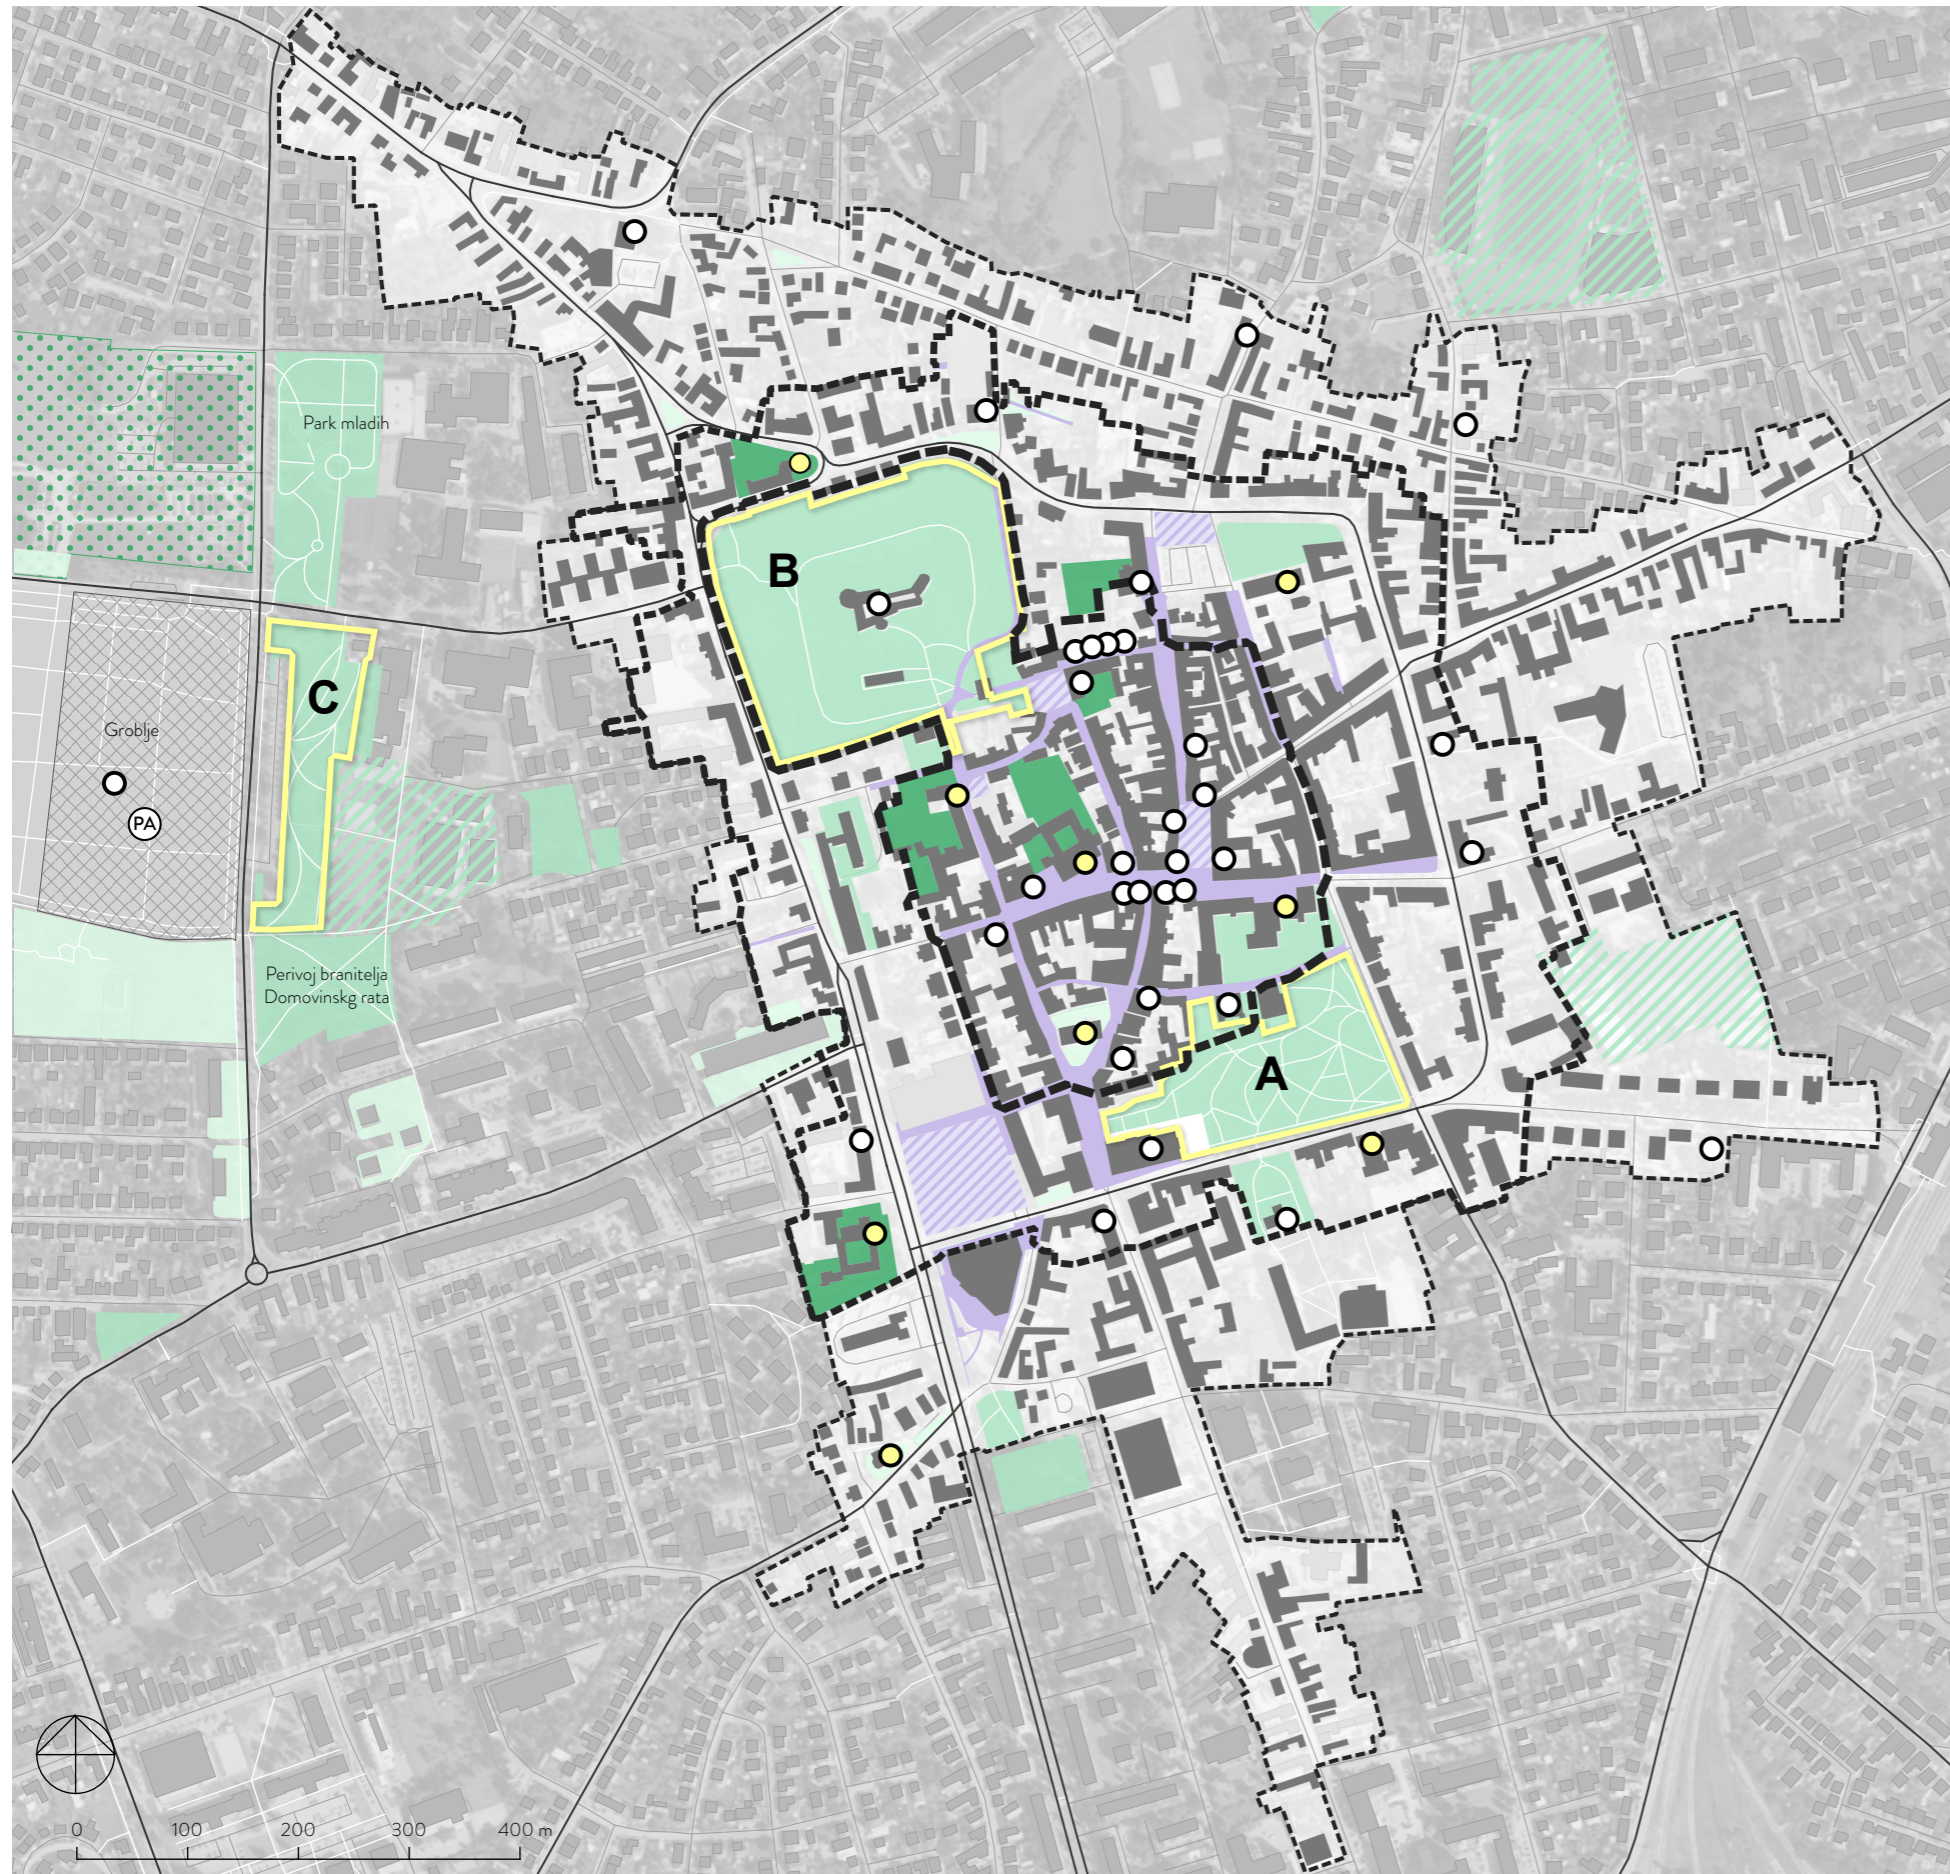 Park mladih
B
C
Groblje
PA
Perivoj branitelja
Domovinskg rata
A
0 100 200 300 400 m